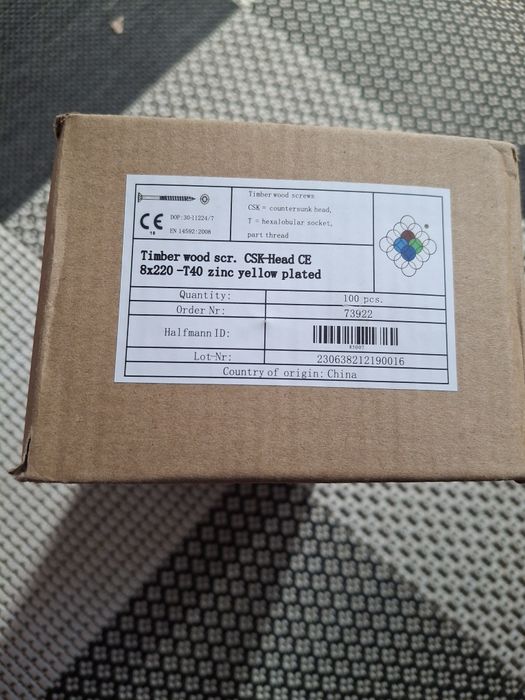 Timber wood screws
CSK = countersunk head,
T = hexalobular socket,
part thread
CE
18
DOP:30-11224/7
EN 14592:2008
®
Timber wood scr. CSK-Head CE
8x220 -T40 zinc yellow plated
Quantity: 100 pcs.
Order Nr: 73922
Halfmann ID:
Lot-Nr: 230638212190016
Country of origin: China